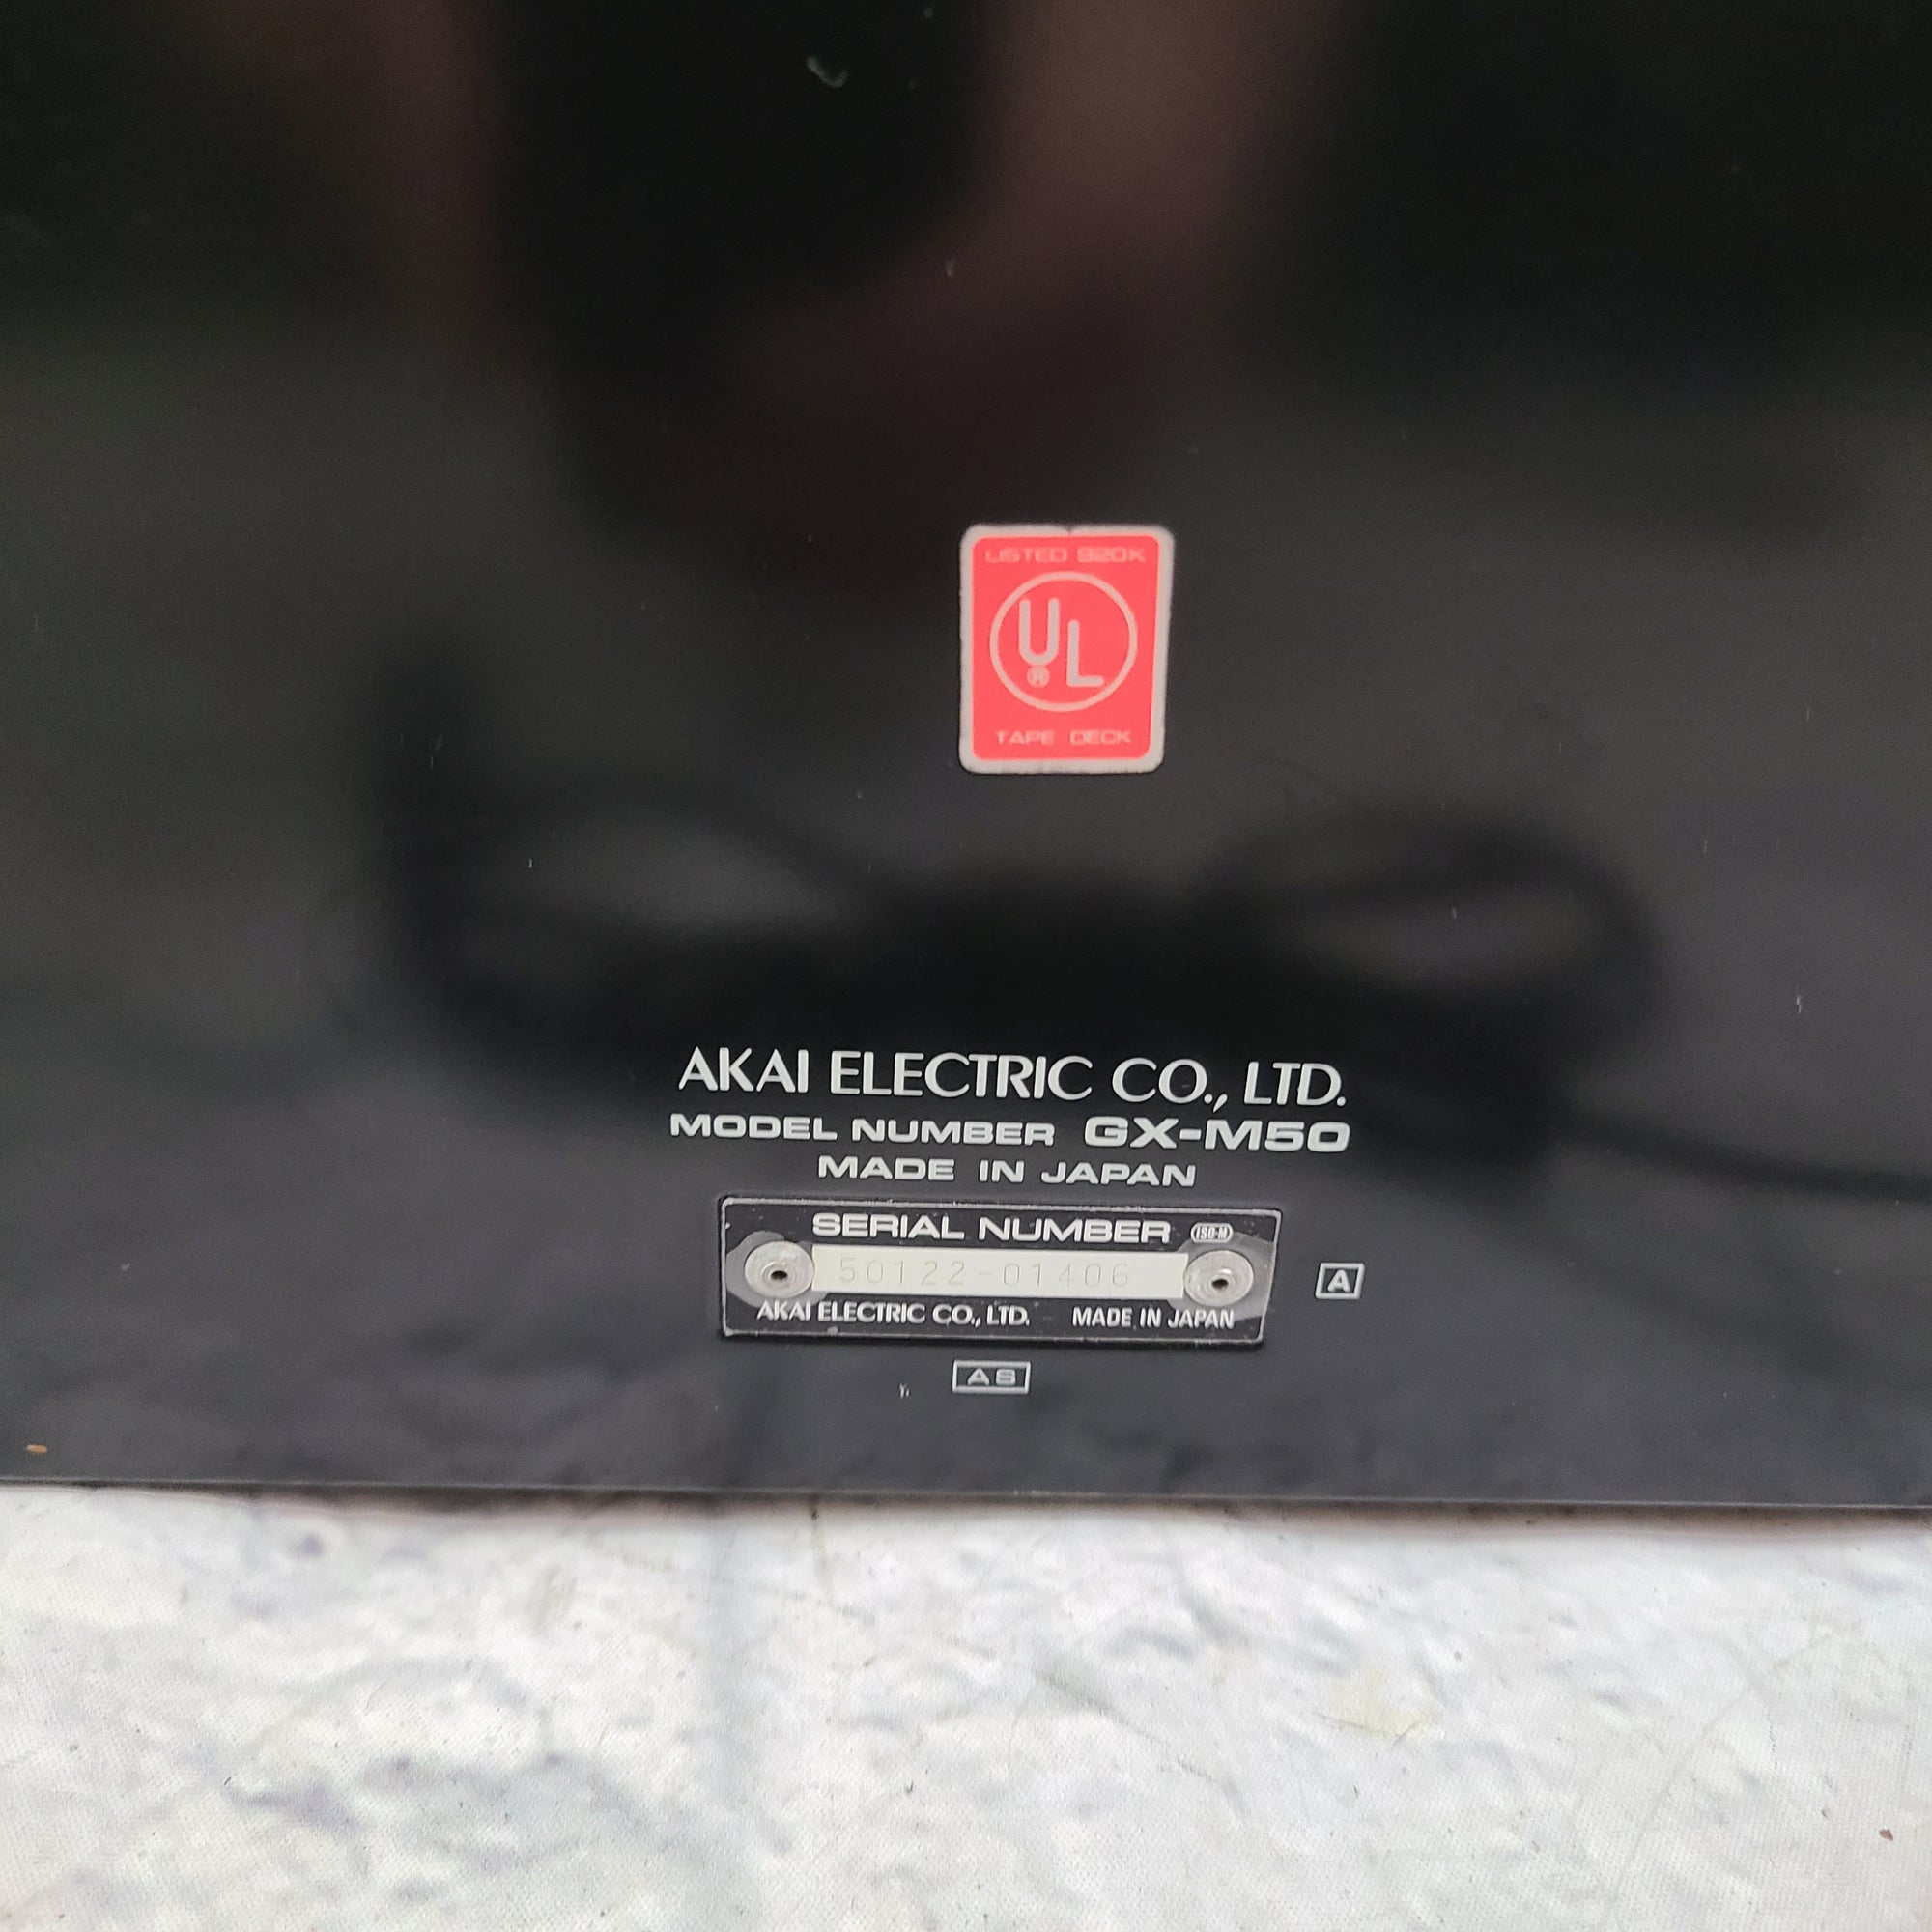 LISTED 920K
UL
®
TAPE DECK
AKAI ELECTRIC CO., LTD.
MODEL NUMBER GX-M50
MADE IN JAPAN
SERIAL NUMBER ISO-M
50122-01406
AKAI ELECTRIC CO., LTD. MADE IN JAPAN
A
AS